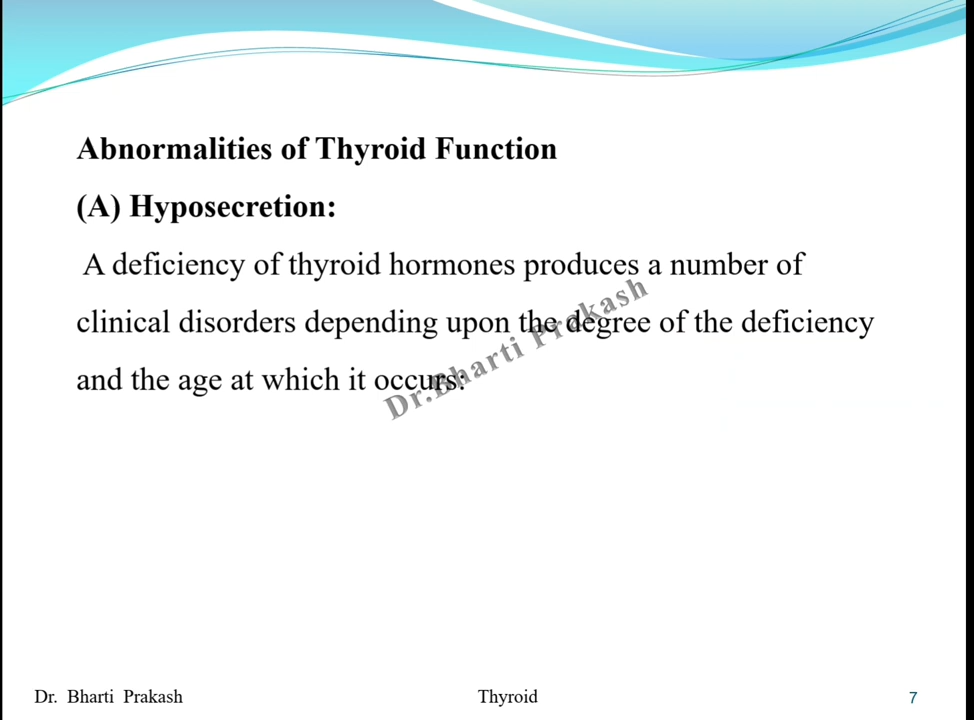 Abnormalities of Thyroid Function
(A) Hyposecretion:
A deficiency of thyroid hormones produces a number of
clinical disorders depending upon the degree of the deficiency
and the age at which it occurs:
Dr.Bharti Prakash
Dr. Bharti Prakash
Thyroid
7